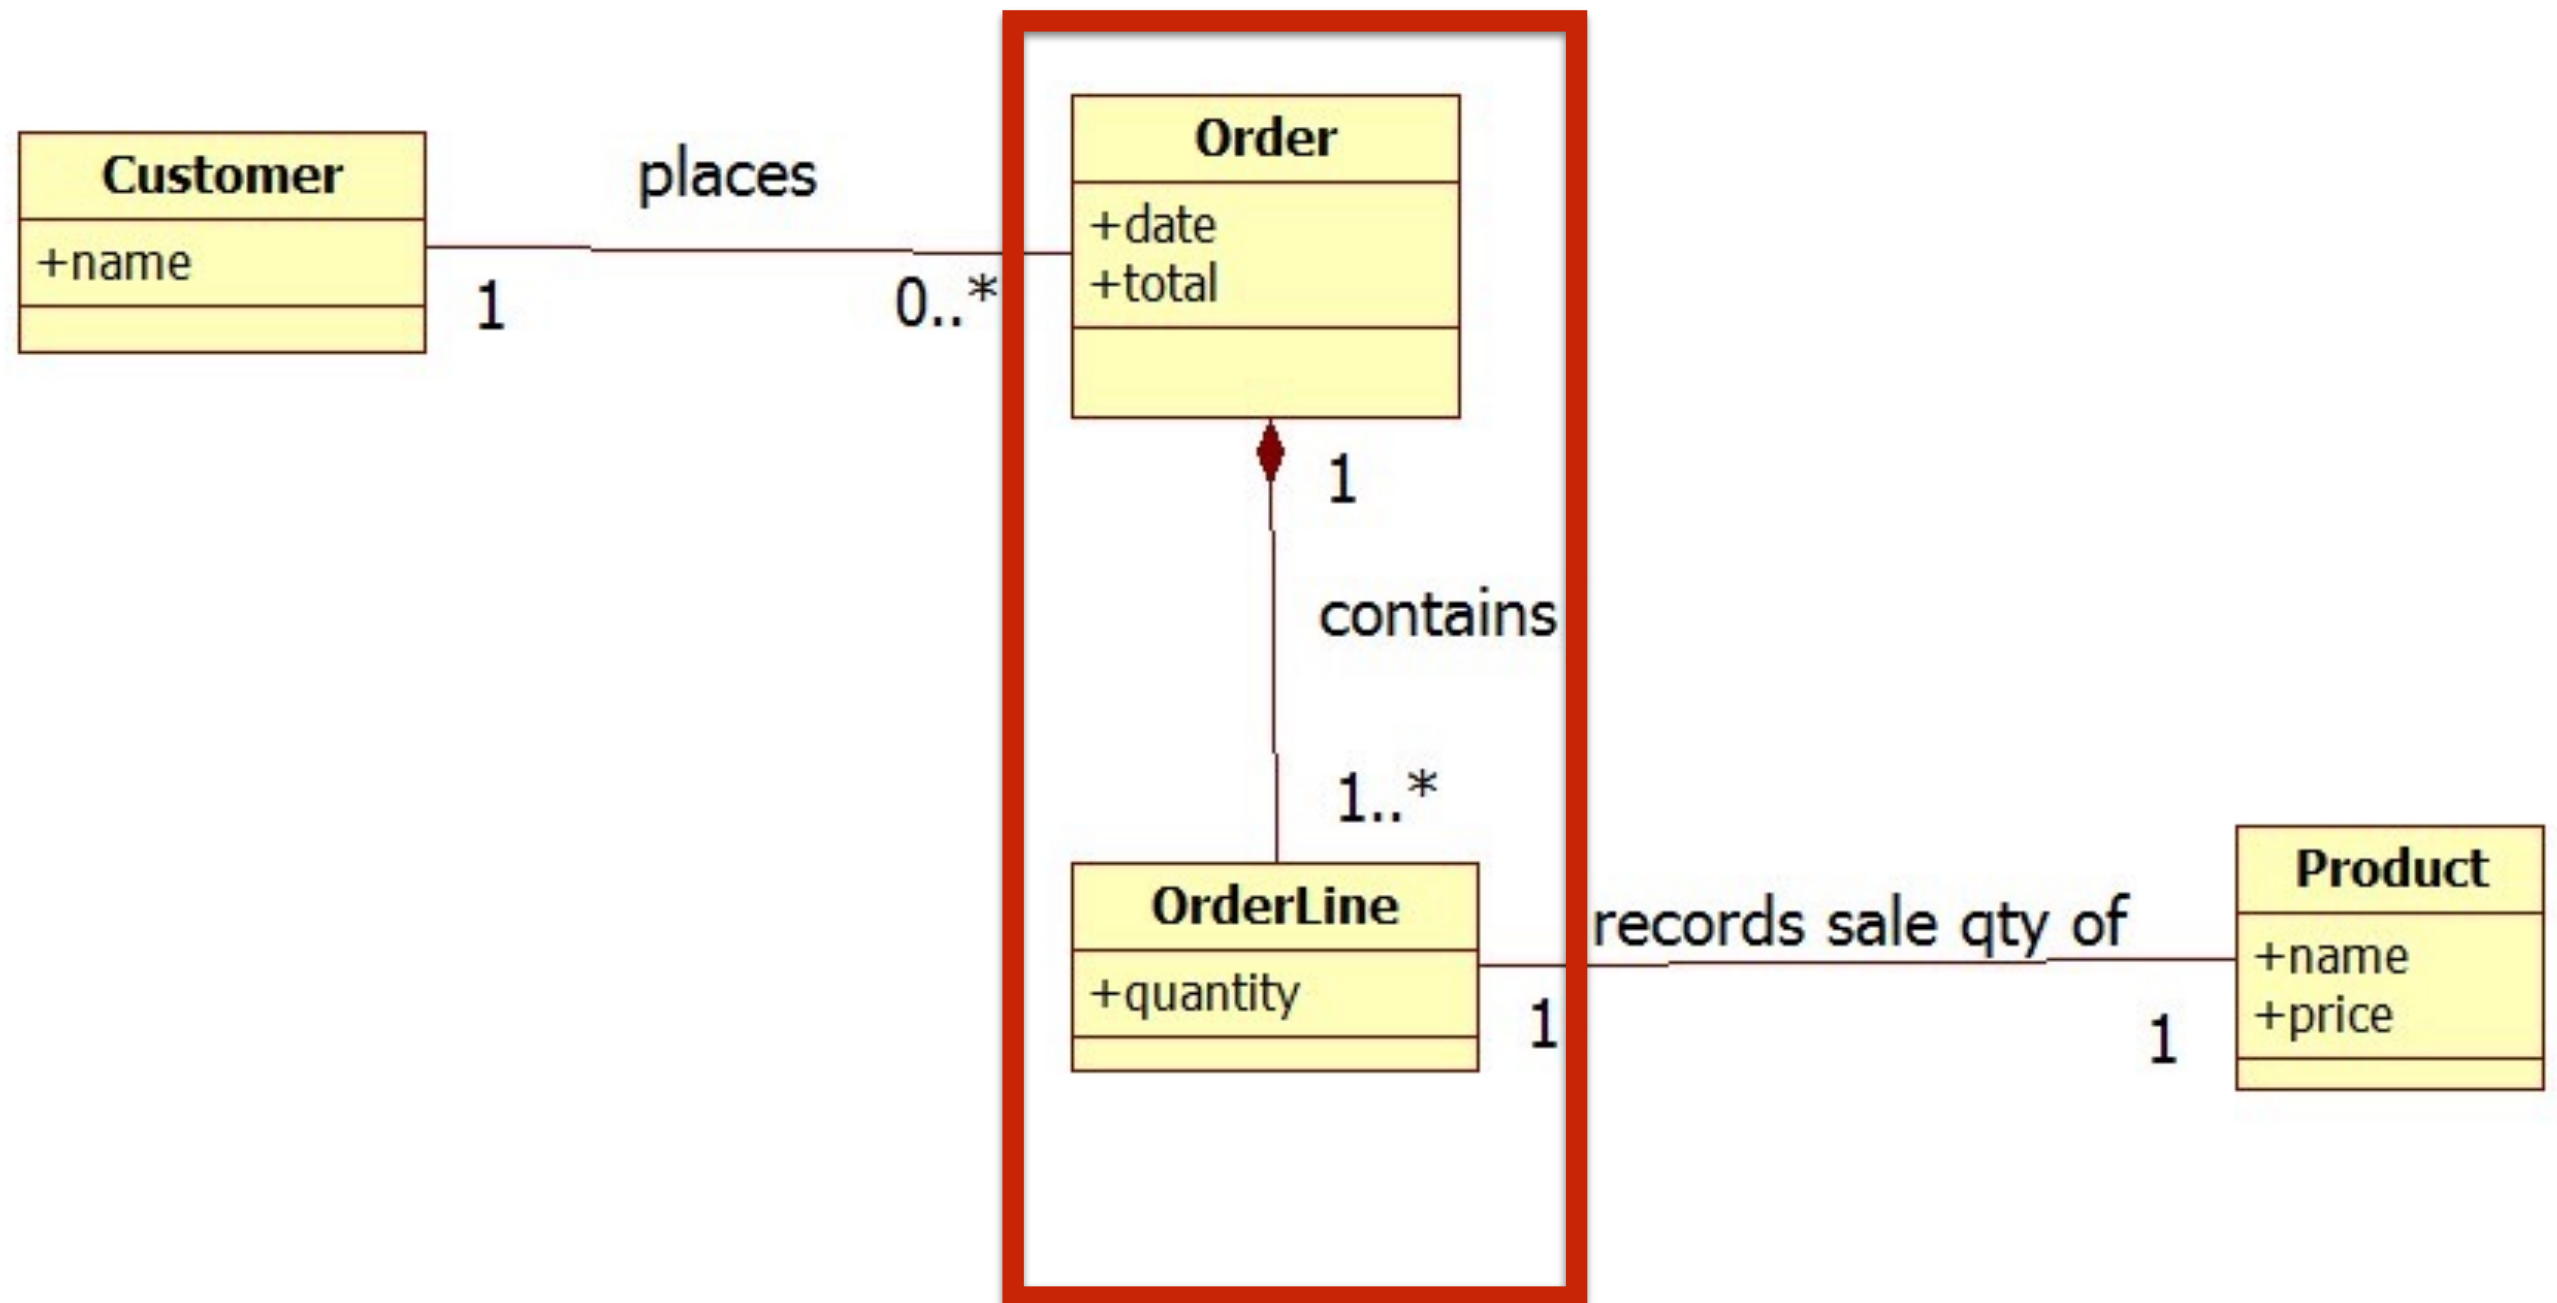 Customer
+name
places
1
0..*
Order
+date
+total
1
contains
1..*
OrderLine
+quantity
records sale qty of
1
1
Product
+name
+price